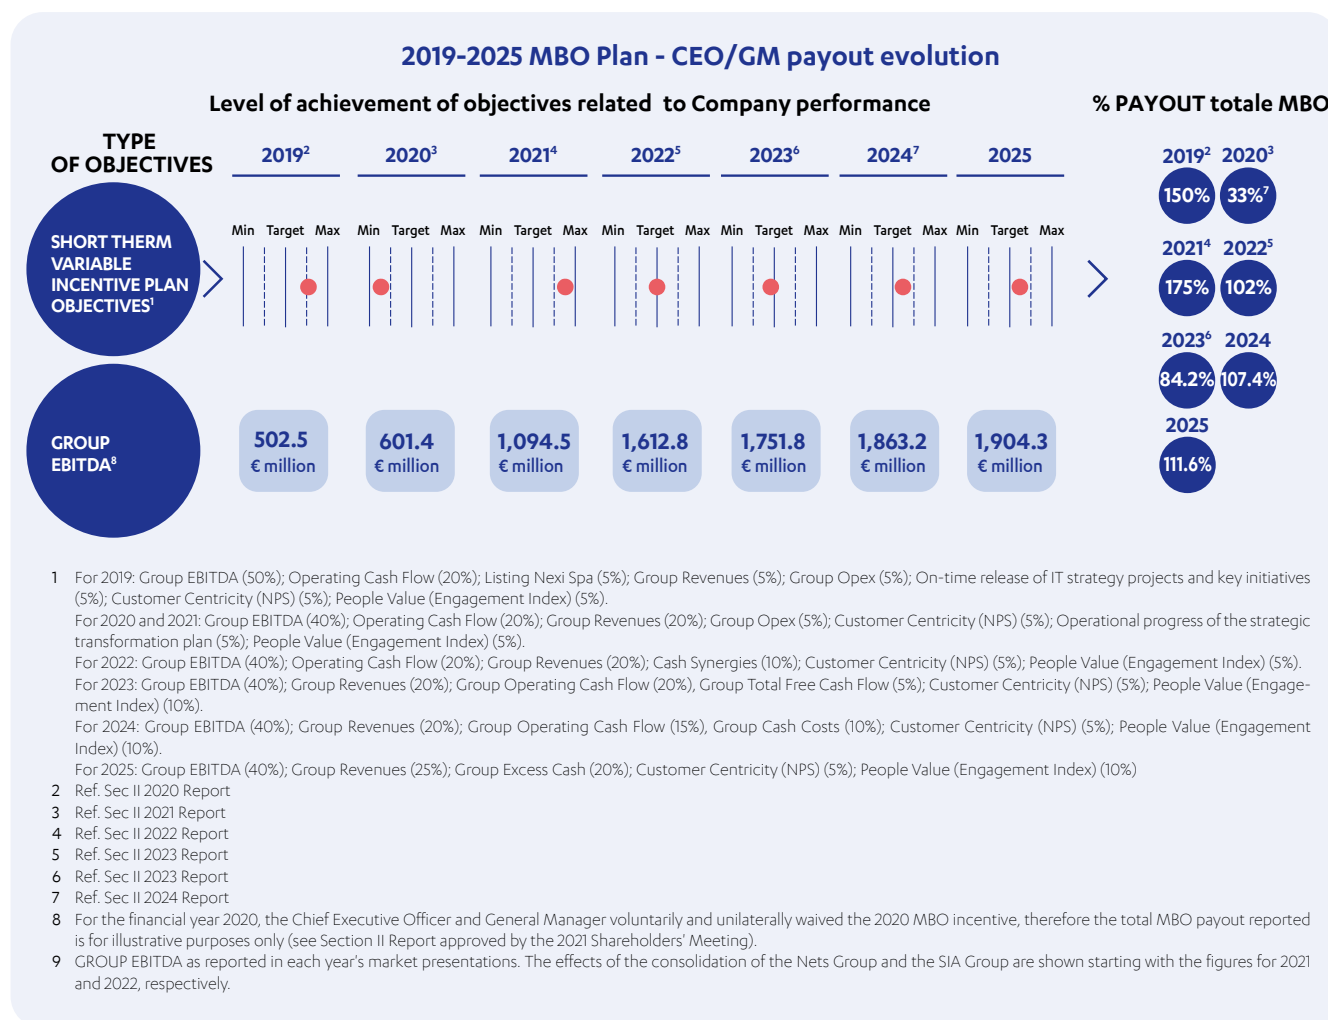 2019-2025 MBO Plan - CEO/GM payout evolution
Level of achievement of objectives related to Company performance
% PAYOUT totale MBO
TYPE
OF OBJECTIVES
2019² 2020³ 2021⁴ 2022⁵ 2023⁶ 2024⁷ 2025
SHORT THERM
VARIABLE
INCENTIVE PLAN
OBJECTIVES¹
Min Target Max Min Target Max Min Target Max Min Target Max Min Target Max Min Target Max Min Target Max
GROUP
EBITDA⁸
502.5
€ million
601.4
€ million
1,094.5
€ million
1,612.8
€ million
1,751.8
€ million
1,863.2
€ million
1,904.3
€ million
2019² 2020³
150% 33%⁷
2021⁴ 2022⁵
175% 102%
2023⁶ 2024
84.2% 107.4%
2025
111.6%
1 For 2019: Group EBITDA (50%); Operating Cash Flow (20%); Listing Nexi Spa (5%); Group Revenues (5%); Group Opex (5%); On-time release of IT strategy projects and key initiatives
(5%); Customer Centricity (NPS) (5%); People Value (Engagement Index) (5%).
For 2020 and 2021: Group EBITDA (40%); Operating Cash Flow (20%); Group Revenues (20%); Group Opex (5%); Customer Centricity (NPS) (5%); Operational progress of the strategic
transformation plan (5%); People Value (Engagement Index) (5%).
For 2022: Group EBITDA (40%); Operating Cash Flow (20%); Group Revenues (20%); Cash Synergies (10%); Customer Centricity (NPS) (5%); People Value (Engagement Index) (5%).
For 2023: Group EBITDA (40%); Group Revenues (20%); Group Operating Cash Flow (20%), Group Total Free Cash Flow (5%); Customer Centricity (NPS) (5%); People Value (Engage-
ment Index) (10%).
For 2024: Group EBITDA (40%); Group Revenues (20%); Group Operating Cash Flow (15%), Group Cash Costs (10%); Customer Centricity (NPS) (5%); People Value (Engagement
Index) (10%).
For 2025: Group EBITDA (40%); Group Revenues (25%); Group Excess Cash (20%); Customer Centricity (NPS) (5%); People Value (Engagement Index) (10%)
2 Ref. Sec II 2020 Report
3 Ref. Sec II 2021 Report
4 Ref. Sec II 2022 Report
5 Ref. Sec II 2023 Report
6 Ref. Sec II 2023 Report
7 Ref. Sec II 2024 Report
8 For the financial year 2020, the Chief Executive Officer and General Manager voluntarily and unilaterally waived the 2020 MBO incentive, therefore the total MBO payout reported
is for illustrative purposes only (see Section II Report approved by the 2021 Shareholders' Meeting).
9 GROUP EBITDA as reported in each year's market presentations. The effects of the consolidation of the Nets Group and the SIA Group are shown starting with the figures for 2021
and 2022, respectively.